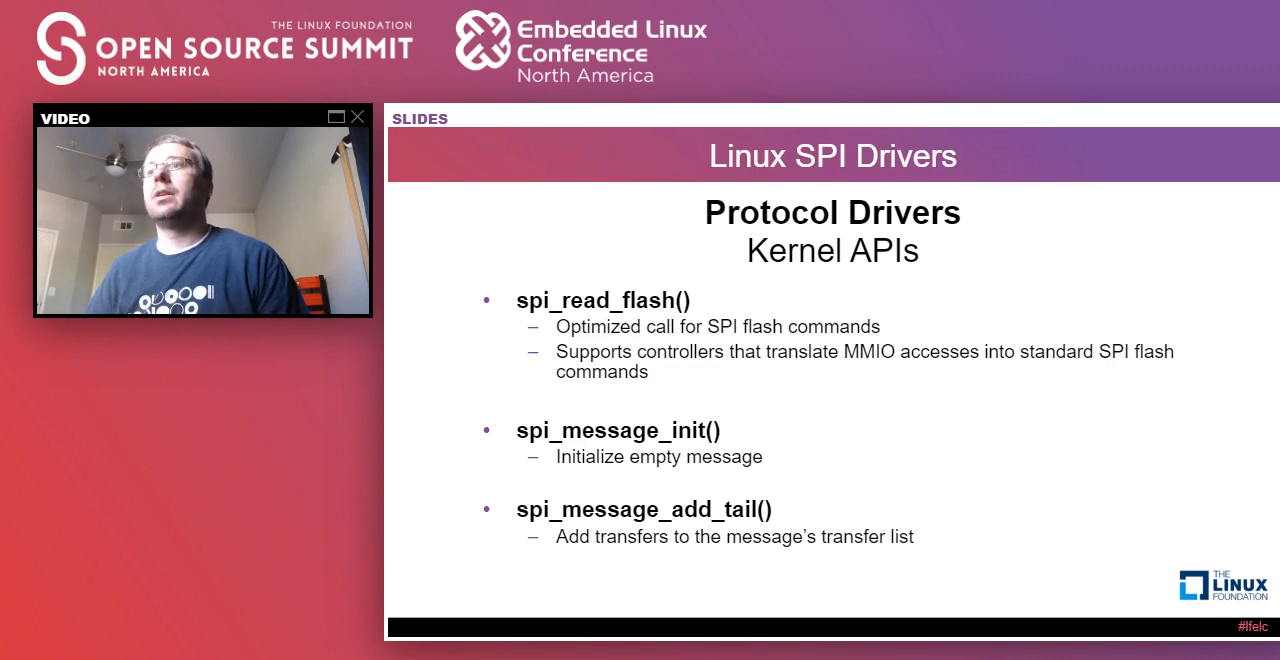 THE LINUX FOUNDATION
OPEN SOURCE SUMMIT
NORTH AMERICA
Embedded Linux
Conference
North America
VIDEO
SLIDES
Linux SPI Drivers
Protocol Drivers
Kernel APIs
• spi_read_flash()
– Optimized call for SPI flash commands
– Supports controllers that translate MMIO accesses into standard SPI flash
commands
• spi_message_init()
– Initialize empty message
• spi_message_add_tail()
– Add transfers to the message’s transfer list
THE
LINUX
FOUNDATION
#lfelc